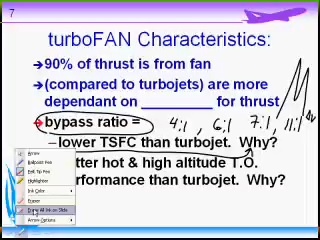 7
turboFAN Characteristics:
➔90% of thrust is from fan
➔(compared to turbojets) are more
dependant on _________ for thrust
➔bypass ratio = 4:1, 6:1 7:1, 11:1
–lower TSFC than turbojet. Why?
tter hot & high altitude T.O.
rformance than turbojet. Why?
Arrow
Ballpoint Pen
Felt Tip Pen
Highlighter
Ink Color
Eraser
Erase All Ink on Slide
Arrow Options